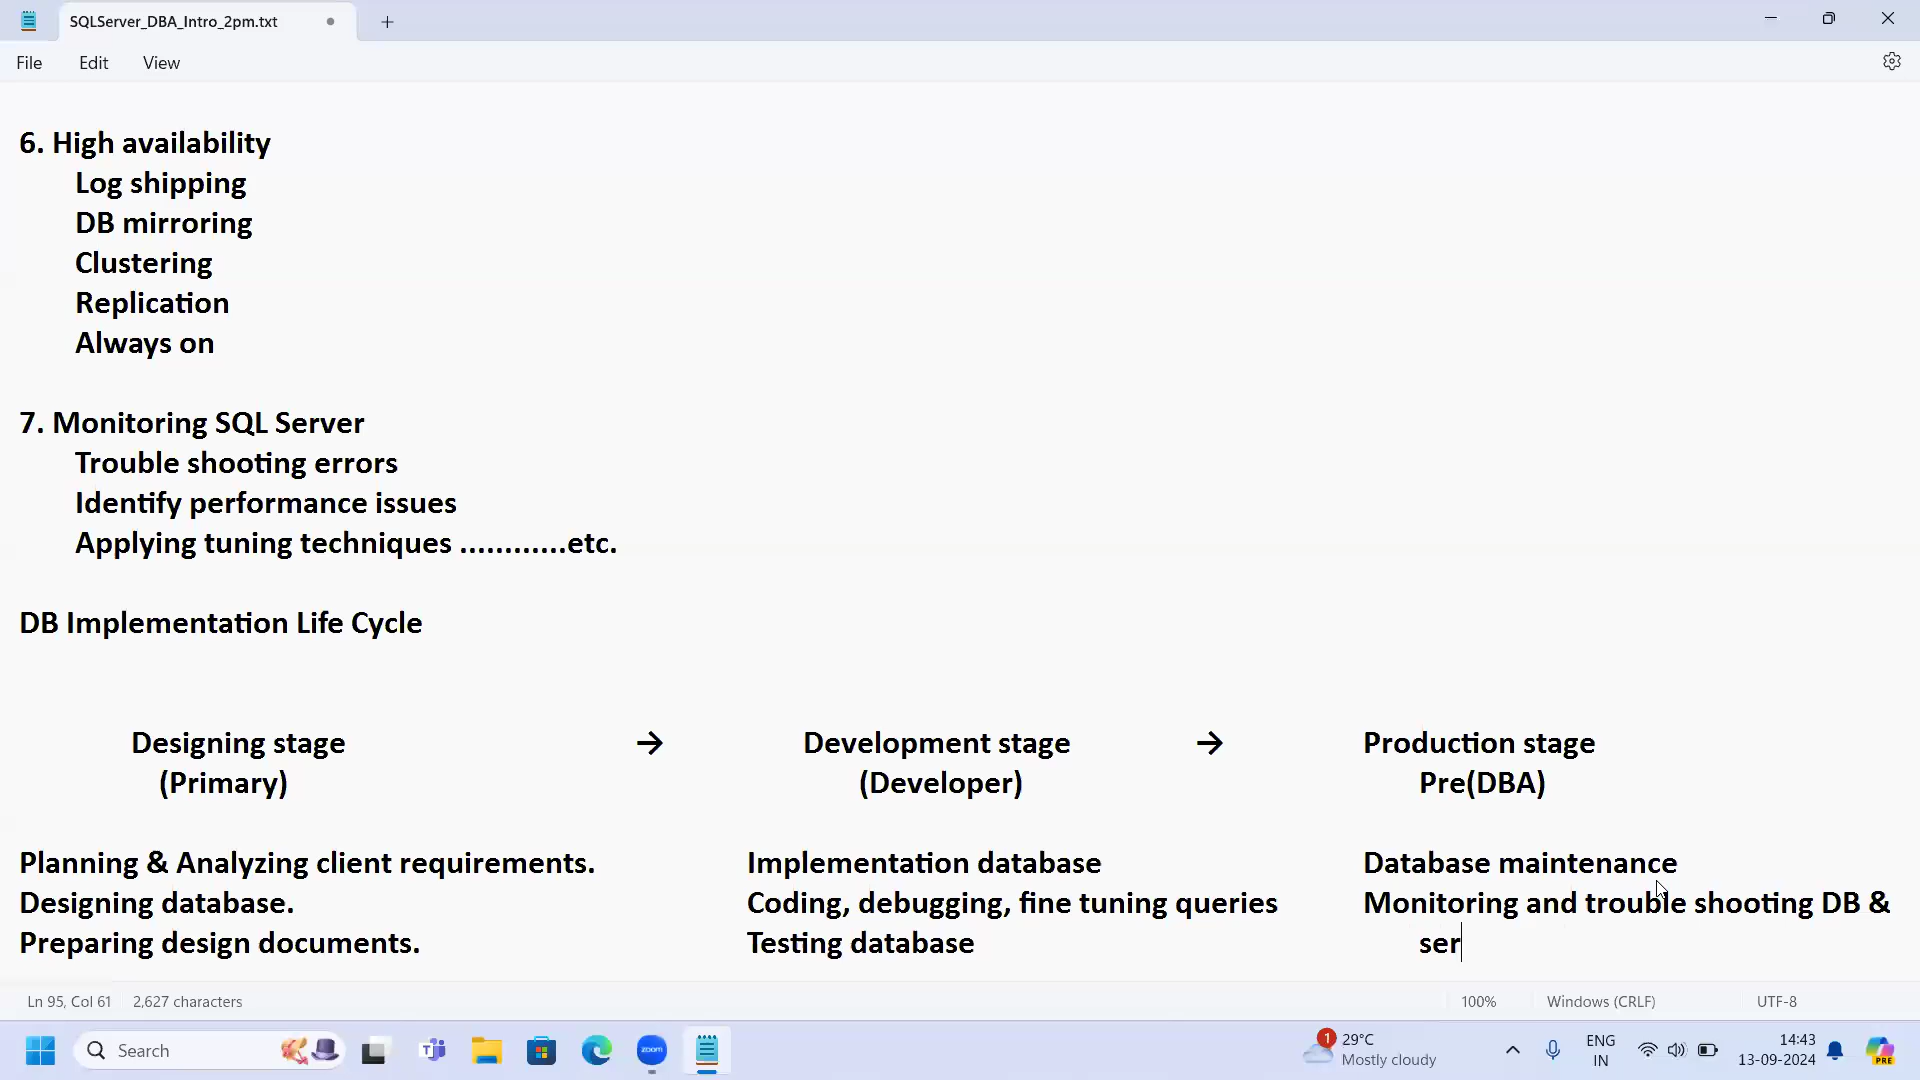 SQLServer_DBA_Intro_2pm.txt
File Edit View
6. High availability
Log shipping
DB mirroring
Clustering
Replication
Always on
7. Monitoring SQL Server
Trouble shooting errors
Identify performance issues
Applying tuning techniques ............etc.
DB Implementation Life Cycle
Designing stage → Development stage → Production stage
(Primary) (Developer) Pre(DBA)
Planning & Analyzing client requirements. Implementation database Database maintenance
Designing database. Coding, debugging, fine tuning queries Monitoring and trouble shooting DB &
Preparing design documents. Testing database ser
Ln 95, Col 61 2,627 characters 100% Windows (CRLF) UTF-8
Search zoom 1 29°C Mostly cloudy ENG IN 14:43 13-09-2024 PRE